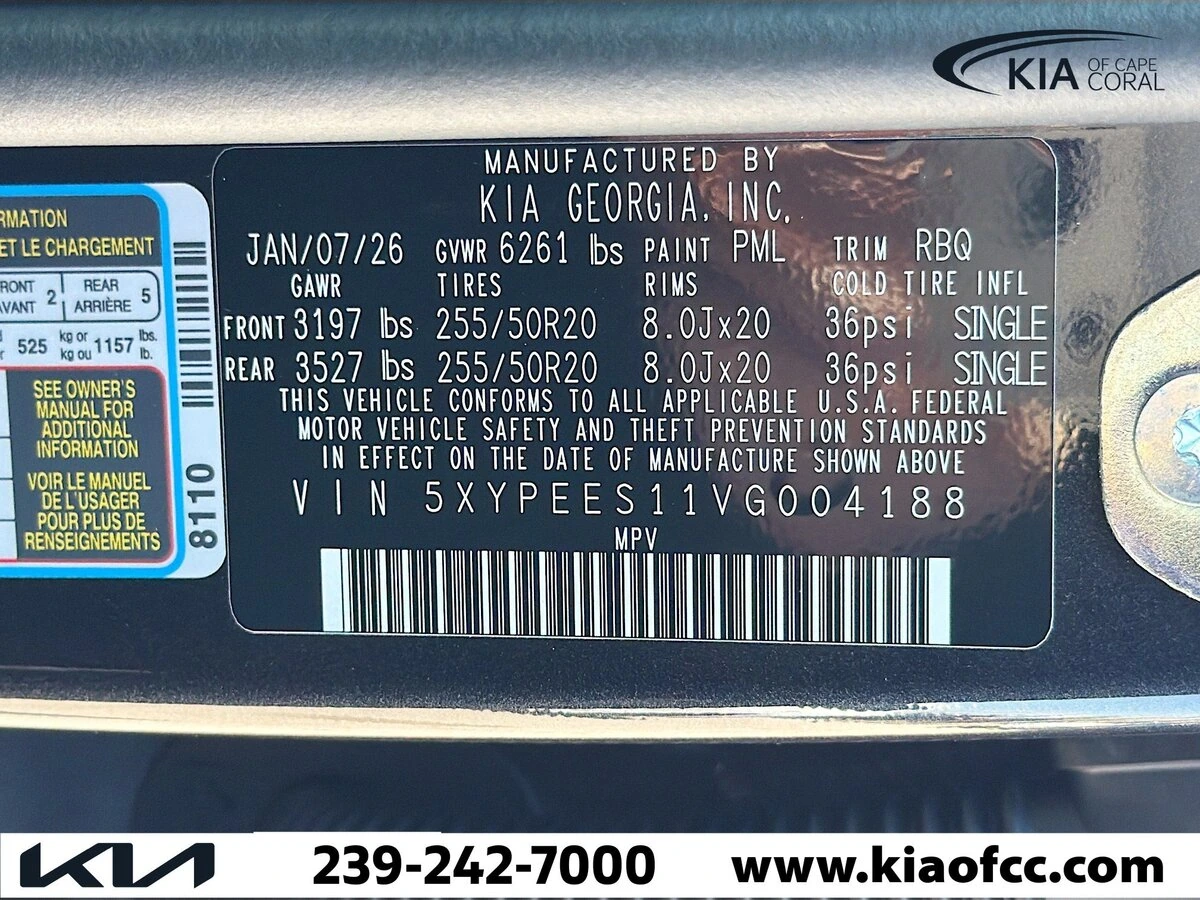 KIA OF CAPE CORAL
MANUFACTURED BY
KIA GEORGIA, INC.
JAN/07/26 GVWR 6261 lbs PAINT PML TRIM RBQ
GAWR TIRES RIMS COLD TIRE INFL
FRONT 3197 lbs 255/50R20 8.0Jx20 36psi SINGLE
REAR 3527 lbs 255/50R20 8.0Jx20 36psi SINGLE
THIS VEHICLE CONFORMS TO ALL APPLICABLE U.S.A. FEDERAL
MOTOR VEHICLE SAFETY AND THEFT PREVENTION STANDARDS
IN EFFECT ON THE DATE OF MANUFACTURE SHOWN ABOVE
VIN 5XYPEES11VG004188
MPV
ET LE CHARGEMENT
2 REAR 5
ARRIÈRE
525 kg or 1157 lbs.
kg ou lb.
SEE OWNER'S
MANUAL FOR
ADDITIONAL
INFORMATION
VOIR LE MANUEL
DE L'USAGER
POUR PLUS DE
RENSEIGNEMENTS
8110
KIA 239-242-7000 www.kiaofcc.com